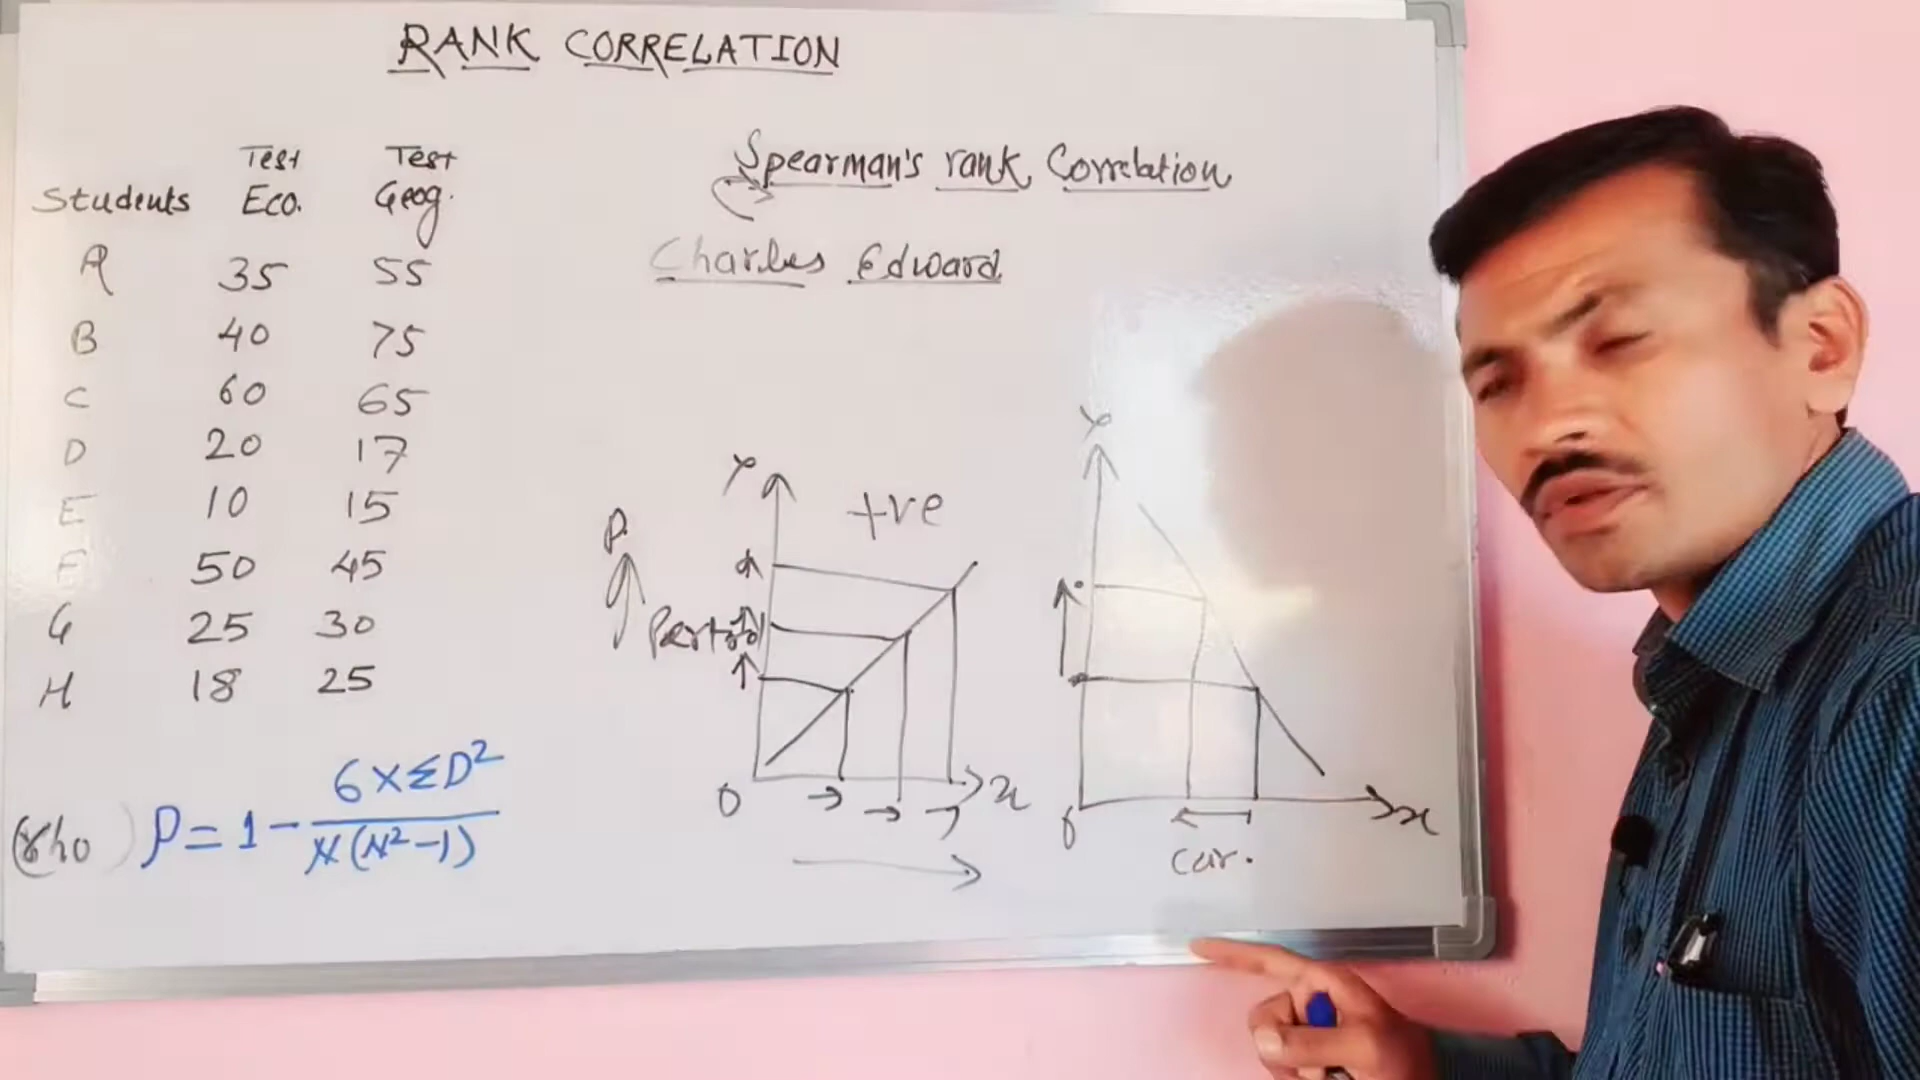 RANK CORRELATION
Test Test
Students Eco. Geog.
A 35 55
B 40 75
C 60 65
D 20 17
E 10 15
F 50 45
G 25 30
H 18 25
(rho) ρ = 1 - 6×ΣD² / N(N²-1)
Spearman's rank Correlation
Charles Edward
P.
Y
+ve
O
x
Y
O
x
Car.